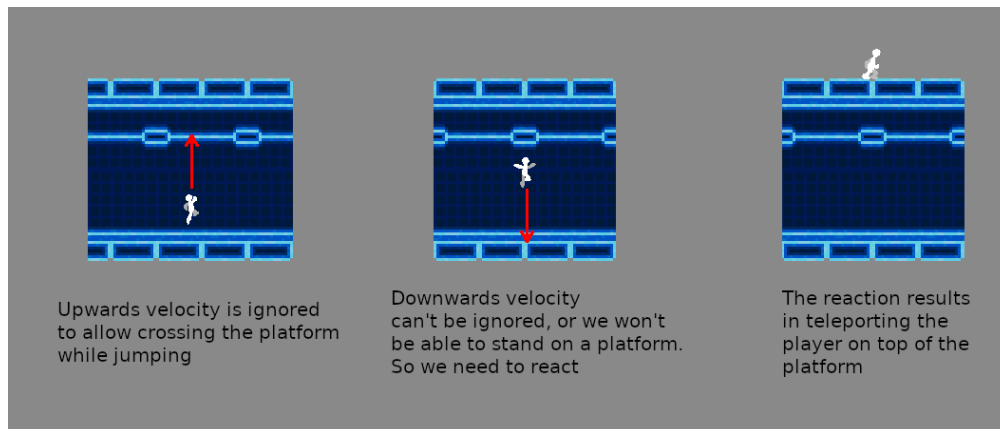 Upwards velocity is ignored
to allow crossing the platform
while jumping
Downwards velocity
can't be ignored, or we won't
be able to stand on a platform.
So we need to react
The reaction results
in teleporting the
player on top of the
platform